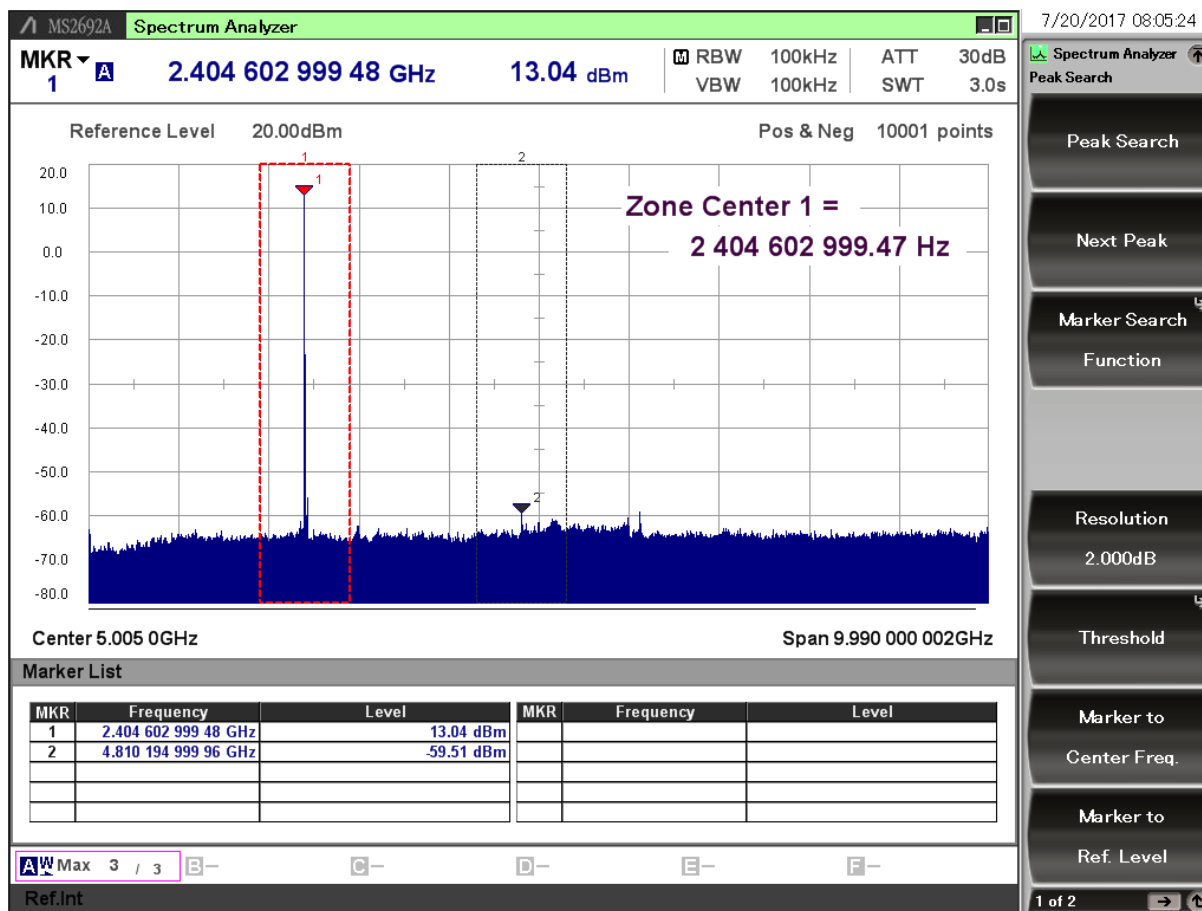 MS2692A Spectrum Analyzer
7/20/2017 08:05:24
MKR 1 A 2.404 602 999 48 GHz 13.04 dBm
M RBW 100kHz ATT 30dB
VBW 100kHz SWT 3.0s
Reference Level 20.00dBm Pos & Neg 10001 points
1 2
20.0
1
10.0
Zone Center 1 =
2 404 602 999.47 Hz
0.0
-10.0
-20.0
-30.0
-40.0
-50.0
2
-60.0
-70.0
-80.0
Center 5.005 0GHz Span 9.990 000 002GHz
Marker List
MKR Frequency Level MKR Frequency Level
1 2.404 602 999 48 GHz 13.04 dBm
2 4.810 194 999 96 GHz -59.51 dBm
A W Max 3 / 3 B- C- D- E- F-
Ref.Int
Spectrum Analyzer
Peak Search
Peak Search
Next Peak
Marker Search
Function
Resolution
2.000dB
Threshold
Marker to
Center Freq.
Marker to
Ref. Level
1 of 2